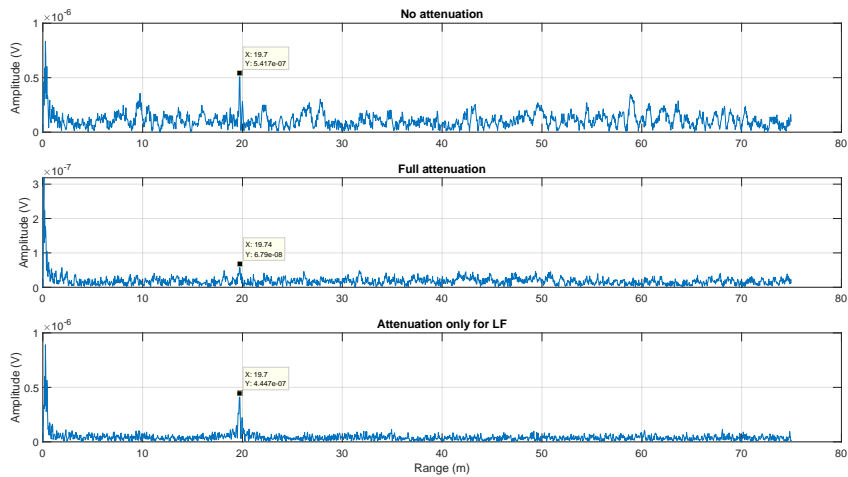 No attenuation
×10^-6
Amplitude (V)
1
0.5
0
X: 19.7
Y: 5.417e-07
0 10 20 30 40 50 60 70 80
Full attenuation
×10^-7
Amplitude (V)
3
2
1
0
X: 19.74
Y: 6.79e-08
0 10 20 30 40 50 60 70 80
Attenuation only for LF
×10^-6
Amplitude (V)
1
0.5
0
X: 19.7
Y: 4.447e-07
0 10 20 30 40 50 60 70 80
Range (m)